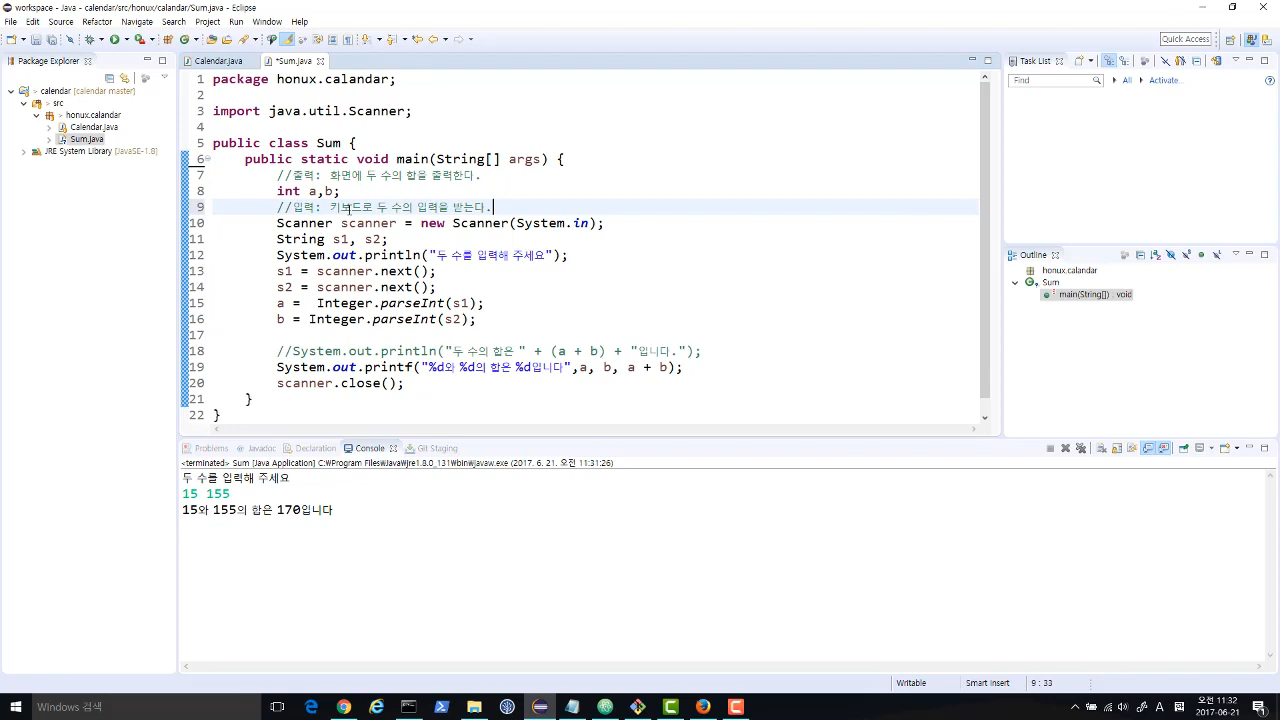 workspace - Java - calendar/src/honux/calandar/Sum.java - Eclipse
File Edit Source Refactor Navigate Search Project Run Window Help
Quick Access
Package Explorer
calendar [calendar master]
src
honux.calandar
Calendar.java
Sum.java
JRE System Library [JavaSE-1.8]
Calendar.java *Sum.java
1 package honux.calandar;
2
3 import java.util.Scanner;
4
5 public class Sum {
6 public static void main(String[] args) {
7 //출력: 화면에 두 수의 합을 출력한다.
8 int a,b;
9 //입력: 키보드로 두 수의 입력을 받는다.
10 Scanner scanner = new Scanner(System.in);
11 String s1, s2;
12 System.out.println("두 수를 입력해 주세요");
13 s1 = scanner.next();
14 s2 = scanner.next();
15 a =  Integer.parseInt(s1);
16 b = Integer.parseInt(s2);
17
18 //System.out.println("두 수의 합은 " + (a + b) + "입니다.");
19 System.out.printf("%d와 %d의 합은 %d입니다",a, b, a + b);
20 scanner.close();
21 }
22 }
Task List
Find All Activate...
Outline
honux.calandar
Sum
main(String[]) : void
Problems Javadoc Declaration Console Git Staging
<terminated> Sum [Java Application] C:₩Program Files₩Java₩jre1.8.0_131₩bin₩javaw.exe (2017. 6. 21. 오전 11:31:26)
두 수를 입력해 주세요
15 155
15와 155의 합은 170입니다
Writable Smart Insert 9 : 33
Windows 검색
A
오전 11:32
2017-06-21